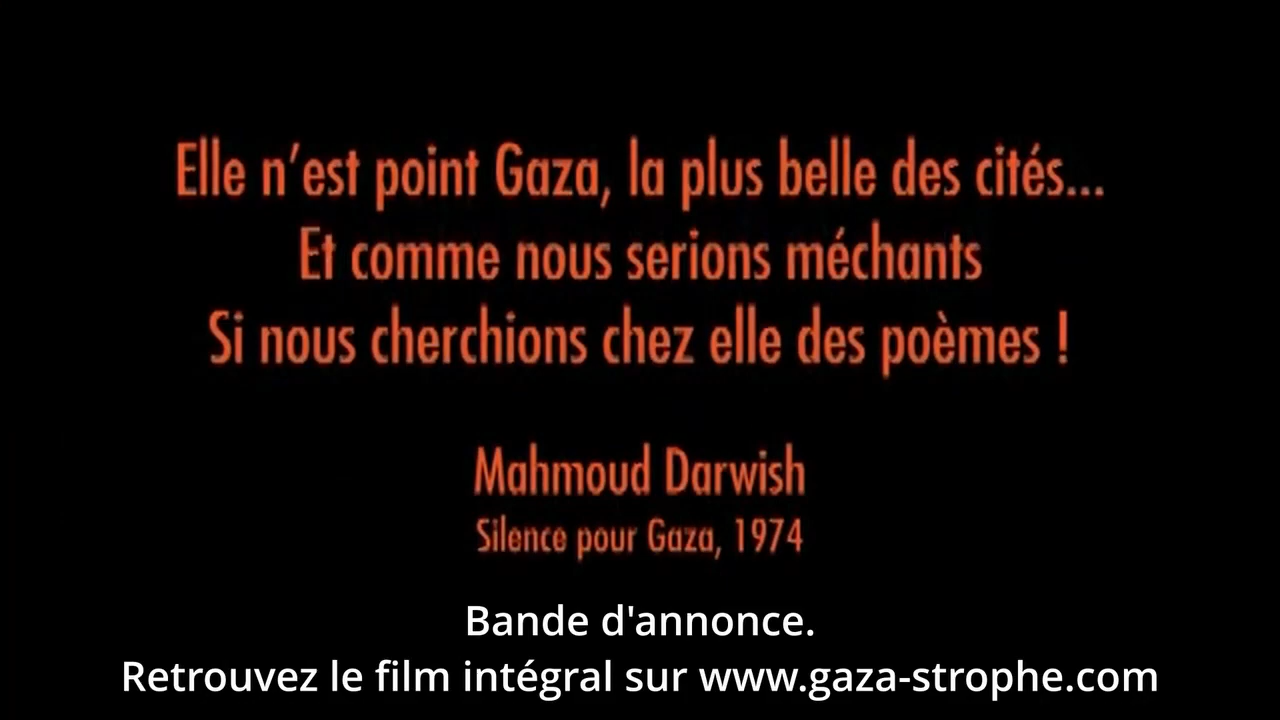 Elle n'est point Gaza, la plus belle des cités...
Et comme nous serions méchants
Si nous cherchions chez elle des poèmes !
Mahmoud Darwish
Silence pour Gaza, 1974
Bande d'annonce.
Retrouvez le film intégral sur www.gaza-strophe.com